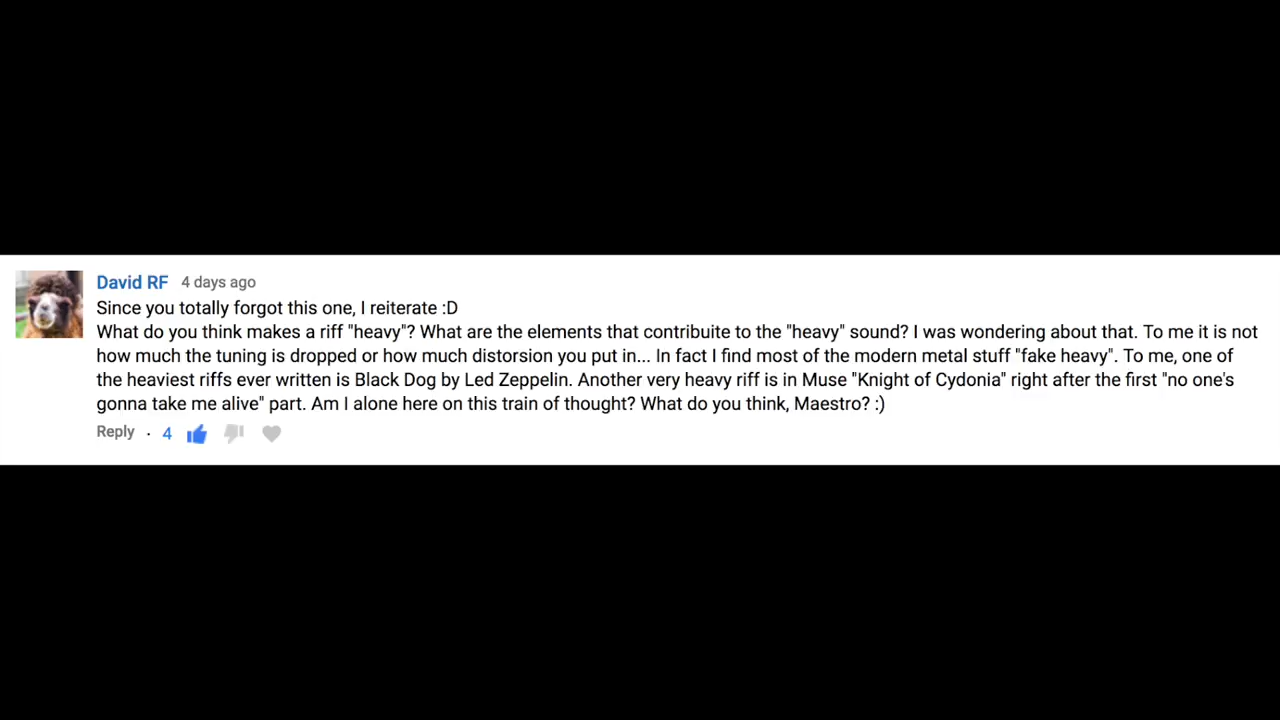 David RF 4 days ago
Since you totally forgot this one, I reiterate :D
What do you think makes a riff "heavy"? What are the elements that contribuite to the "heavy" sound? I was wondering about that. To me it is not
how much the tuning is dropped or how much distorsion you put in... In fact I find most of the modern metal stuff "fake heavy". To me, one of
the heaviest riffs ever written is Black Dog by Led Zeppelin. Another very heavy riff is in Muse "Knight of Cydonia" right after the first "no one's
gonna take me alive" part. Am I alone here on this train of thought? What do you think, Maestro? :)
Reply · 4